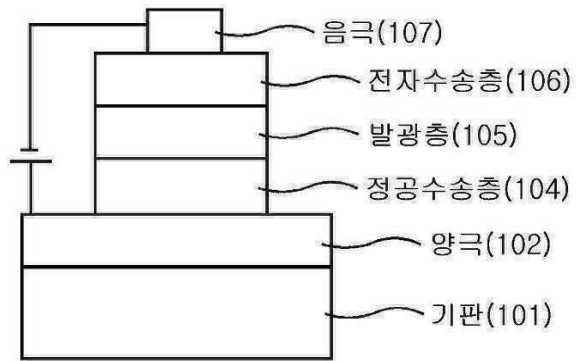 음극(107)
전자수송층(106)
발광층(105)
정공수송층(104)
양극(102)
기판(101)